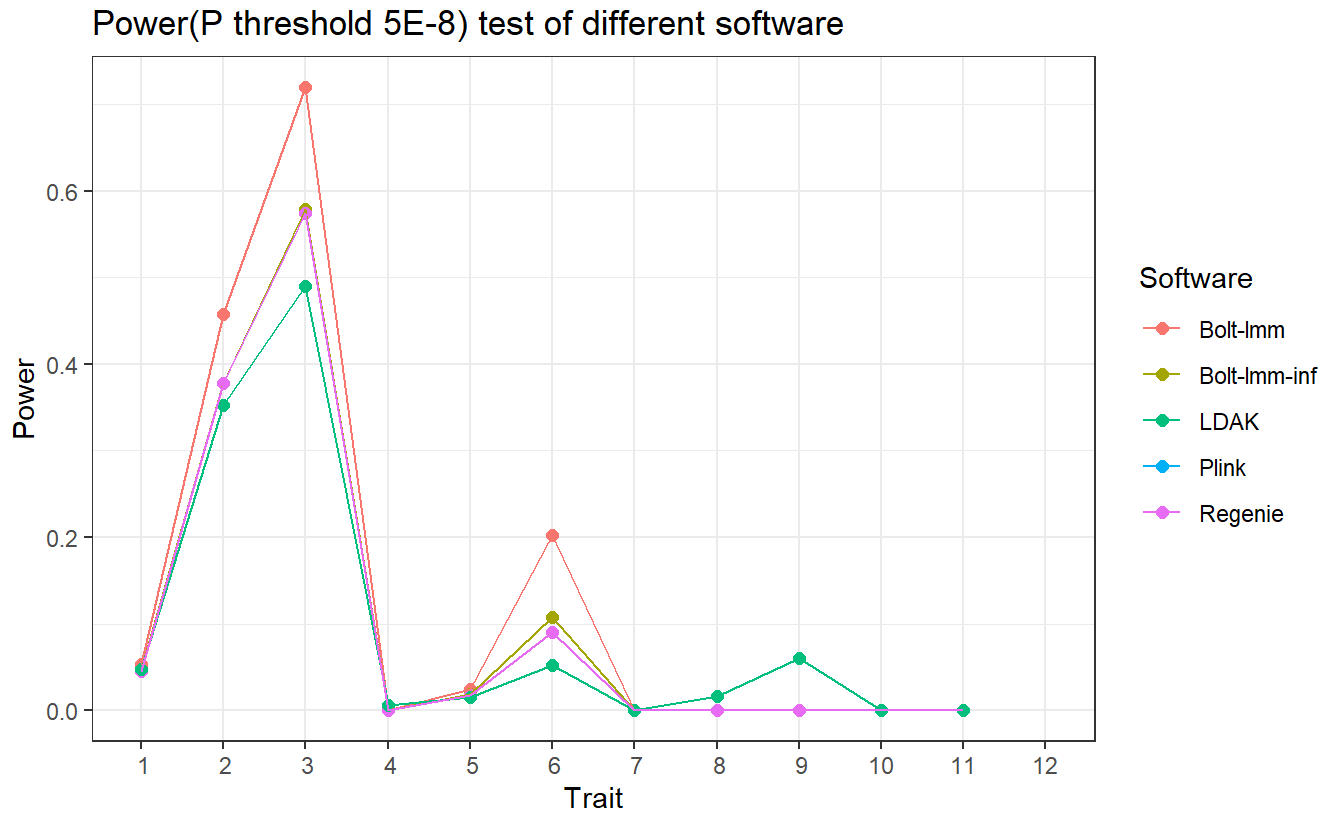 Power(P threshold 5E-8) test of different software
0.6
0.4
0.2
0.0
Power
1 2 3 4 5 6 7 8 9 10 11 12
Trait
Software
Bolt-lmm
Bolt-lmm-inf
LDAK
Plink
Regenie